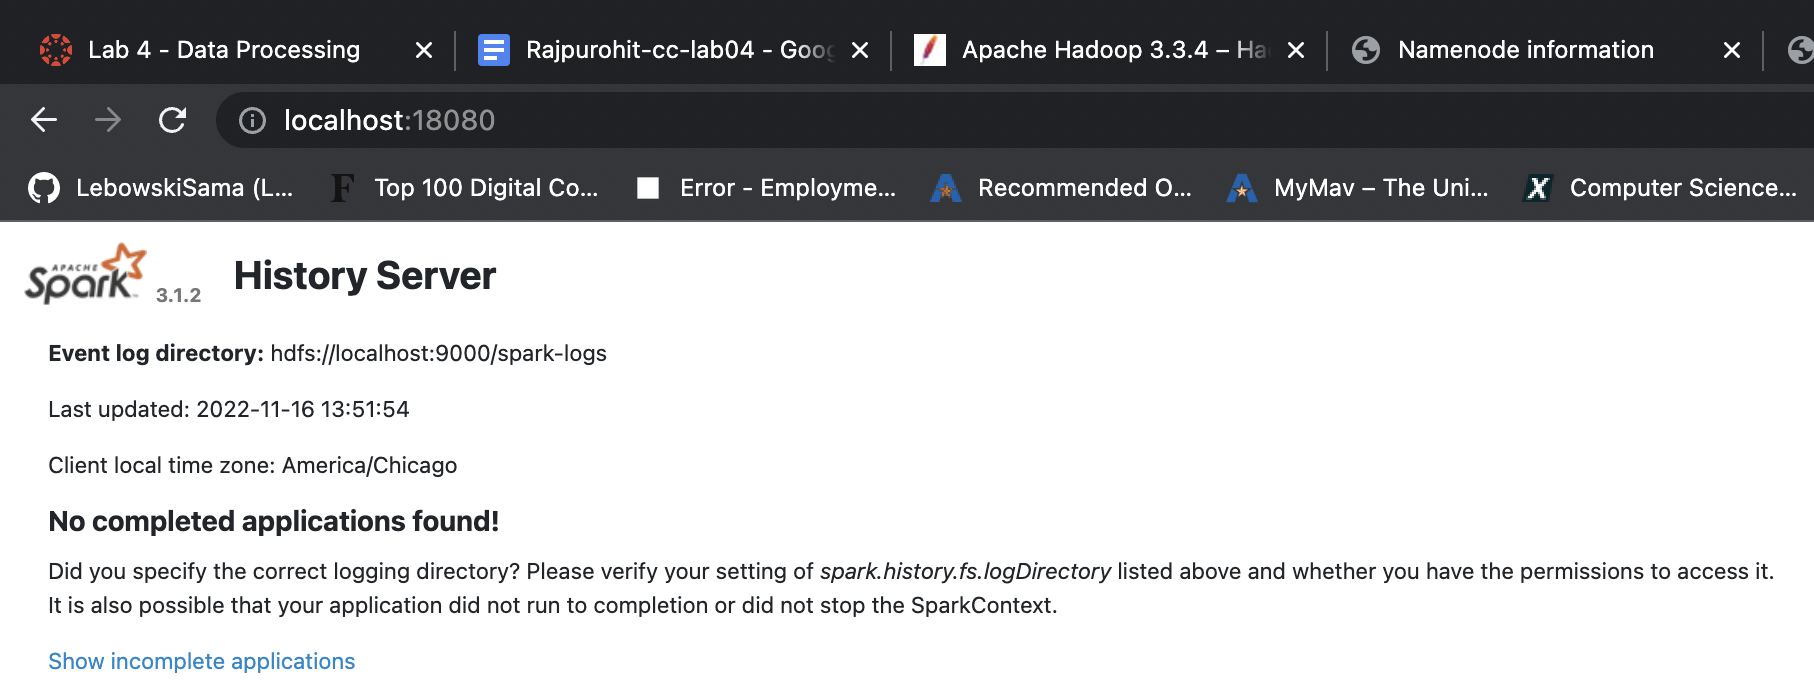 Lab 4 - Data Processing
Rajpurohit-cc-lab04 - Goog
Apache Hadoop 3.3.4 – Ha
Namenode information
localhost:18080
LebowskiSama (L...
F Top 100 Digital Co...
Error - Employme...
Recommended O...
MyMav – The Uni...
X Computer Science...
APACHE
Spark™ 3.1.2 History Server
Event log directory: hdfs://localhost:9000/spark-logs
Last updated: 2022-11-16 13:51:54
Client local time zone: America/Chicago
No completed applications found!
Did you specify the correct logging directory? Please verify your setting of spark.history.fs.logDirectory listed above and whether you have the permissions to access it.
It is also possible that your application did not run to completion or did not stop the SparkContext.
Show incomplete applications